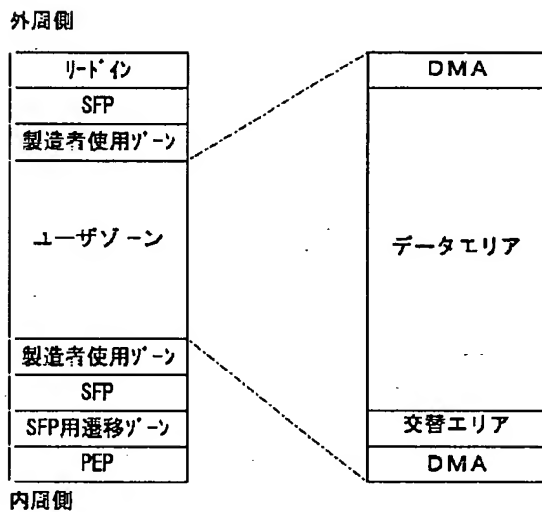 外周側
リードイン
SFP
製造者使用ゾーン
ユーザゾーン
製造者使用ゾーン
SFP
SFP用遷移ゾーン
PEP
内周側
DMA
データエリア
交替エリア
DMA